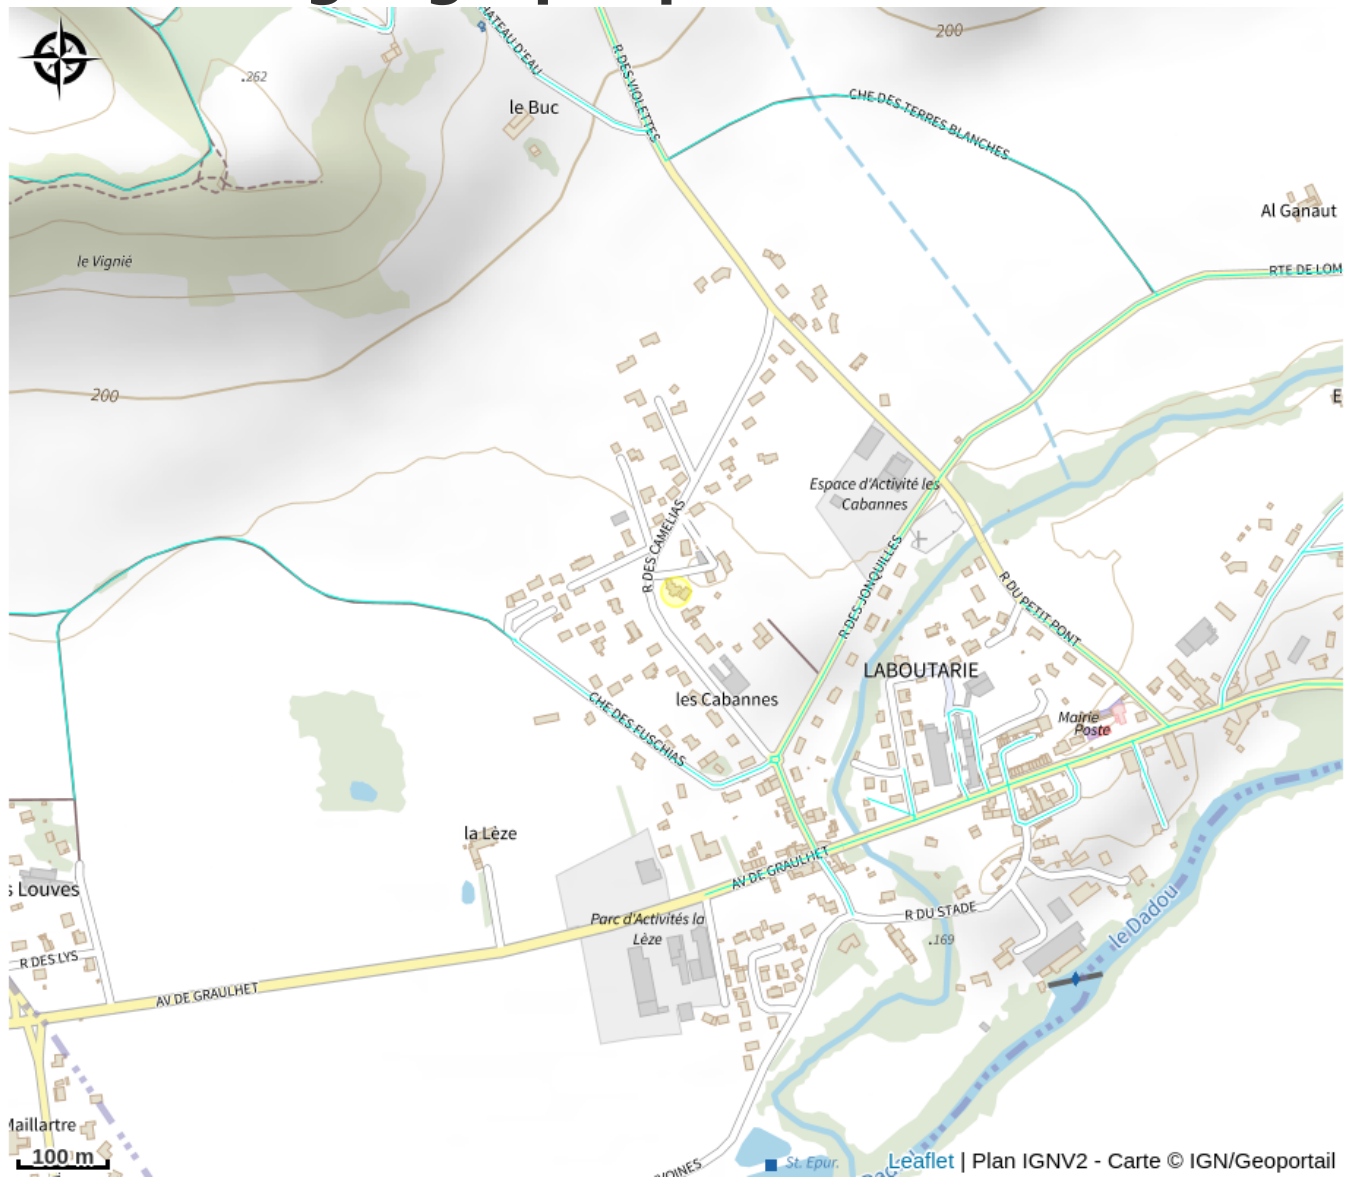 200
.262
HATEAU D'EAU
R DES VIOLETTES
le Buc
CHE DES TERRES BLANCHES
Al Ganaut
le Vignié
RTE DE LOM
200
E
Espace d'Activité les
Cabannes
R DES CAMELIAS
R DES JONQUILLES
R DU PETIT PONT
LABOUTARIE
les Cabannes
CHE DES FUSCHIAS
Mairie
Poste
la Lèze
AV DE GRAULHET
s Louves
Parc d'Activités la
Lèze
R DU STADE
.169
le Dadou
R DES LYS
AV DE GRAULHET
Maillartre
100 m
VOINES
St. Epur.
Leaflet | Plan IGNV2 - Carte © IGN/Geoportail